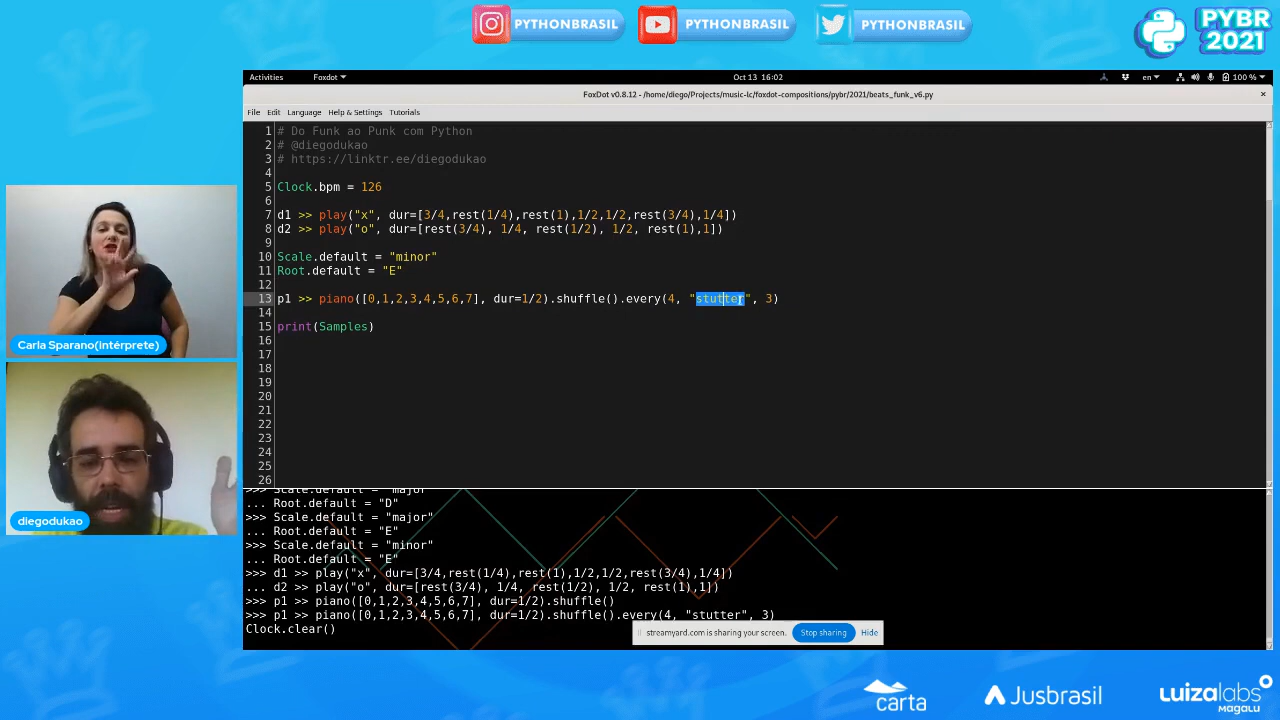 PYTHONBRASIL
PYTHONBRASIL
PYTHONBRASIL
PYBR
2021
Activities
Foxdot
Oct 13 16:02
en
100 %
FoxDot v0.8.12 - /home/diego/Projects/music-lc/foxdot-compositions/pybr/2021/beats_funk_v6.py
×
File Edit Language Help & Settings Tutorials
1 # Do Funk ao Punk com Python
2 # @diegodukao
3 # https://linktr.ee/diegodukao
4
5 Clock.bpm = 126
6
7 d1 >> play("x", dur=[3/4,rest(1/4),rest(1),1/2,1/2,rest(3/4),1/4])
8 d2 >> play("o", dur=[rest(3/4), 1/4, rest(1/2), 1/2, rest(1),1])
9
10 Scale.default = "minor"
11 Root.default = "E"
12
13 p1 >> piano([0,1,2,3,4,5,6,7], dur=1/2).shuffle().every(4, "stutter", 3)
14
15 print(Samples)
16
17
18
19
20
21
22
23
24
25
26
>>> Scale.default = "major"
... Root.default = "D"
>>> Scale.default = "major"
... Root.default = "E"
>>> Scale.default = "minor"
... Root.default = "E"
>>> d1 >> play("x", dur=[3/4,rest(1/4),rest(1),1/2,1/2,rest(3/4),1/4])
... d2 >> play("o", dur=[rest(3/4), 1/4, rest(1/2), 1/2, rest(1),1])
>>> p1 >> piano([0,1,2,3,4,5,6,7], dur=1/2).shuffle()
>>> p1 >> piano([0,1,2,3,4,5,6,7], dur=1/2).shuffle().every(4, "stutter", 3)
Clock.clear()
streamyard.com is sharing your screen.
Stop sharing
Hide
Carla Sparano(Intérprete)
diegodukao
carta
Jusbrasil
luizalabs
MAGALU